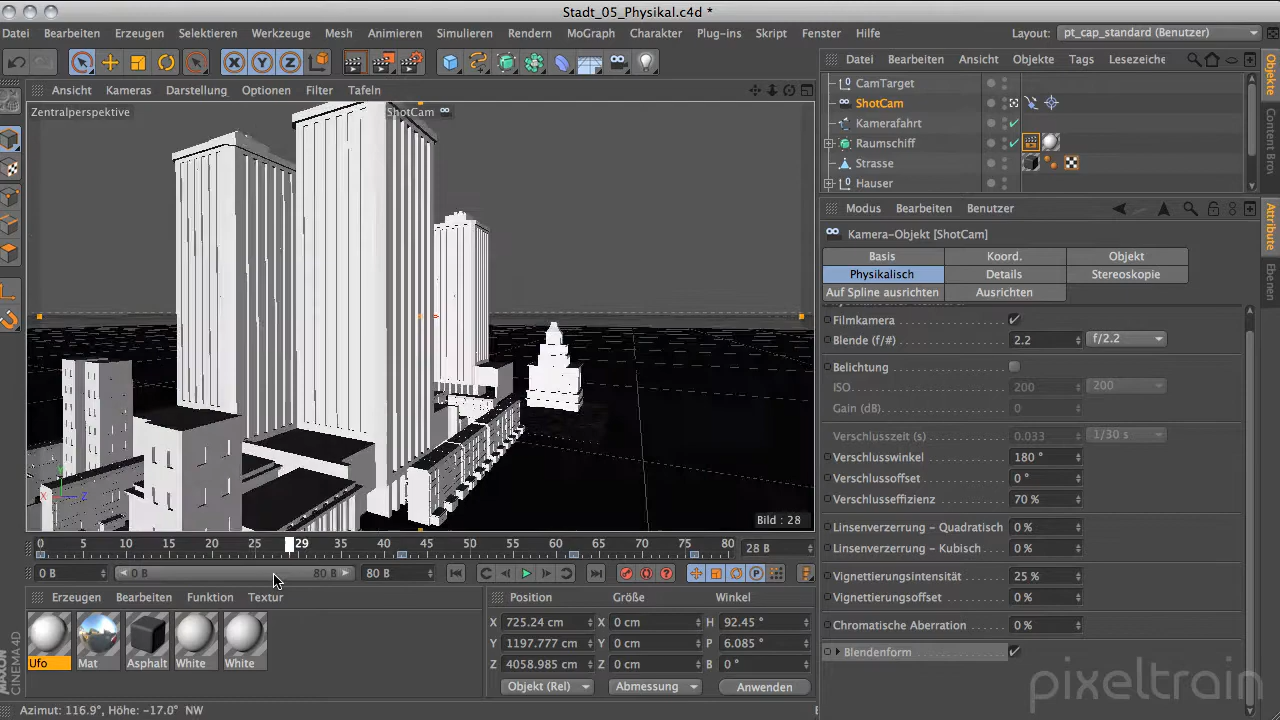 Stadt_05_Physikal.c4d *
Datei Bearbeiten Erzeugen Selektieren Werkzeuge Mesh Animieren Simulieren Rendern MoGraph Charakter Plug-ins Skript Fenster Hilfe Layout: pt_cap_standard (Benutzer)
X Y Z
Datei Bearbeiten Ansicht Objekte Tags Lesezeiche
CamTarget
ShotCam
Kamerafahrt
Raumschiff
Strasse
Hauser
Objekte
Content Brow
Ansicht Kameras Darstellung Optionen Filter Tafeln
Zentralperspektive
ShotCam
Bild : 28
Y
X
Z
Modus Bearbeiten Benutzer
Attribute
Ebenen
Kamera-Objekt [ShotCam]
Basis Koord. Objekt
Physikalisch Details Stereoskopie
Auf Spline ausrichten Ausrichten
Filmkamera
Blende (f/#) 2.2 f/2.2
Belichtung
ISO 200 200
Gain (dB) 0
Verschlusszeit (s) 0.033 1/30 s
Verschlusswinkel 180 °
Verschlussoffset 0 °
Verschlusseffizienz 70 %
Linsenverzerrung - Quadratisch 0 %
Linsenverzerrung - Kubisch 0 %
Vignettierungsintensität 25 %
Vignettierungsoffset 0 %
Chromatische Aberration 0 %
Blendenform
0 5 10 15 20 25 29 35 40 45 50 55 60 65 70 75 80 28 B
0 B 0 B 80 B 80 B
Erzeugen Bearbeiten Funktion Textur
Ufo Mat Asphalt White White
Position Größe Winkel
X 725.24 cm X 0 cm H 92.45 °
Y 1197.777 cm Y 0 cm P 6.085 °
Z 4058.985 cm Z 0 cm B 0 °
Objekt (Rel) Abmessung Anwenden
MAXON
CINEMA 4D
Azimut: 116.9°, Höhe: -17.0° NW
pixeltrain